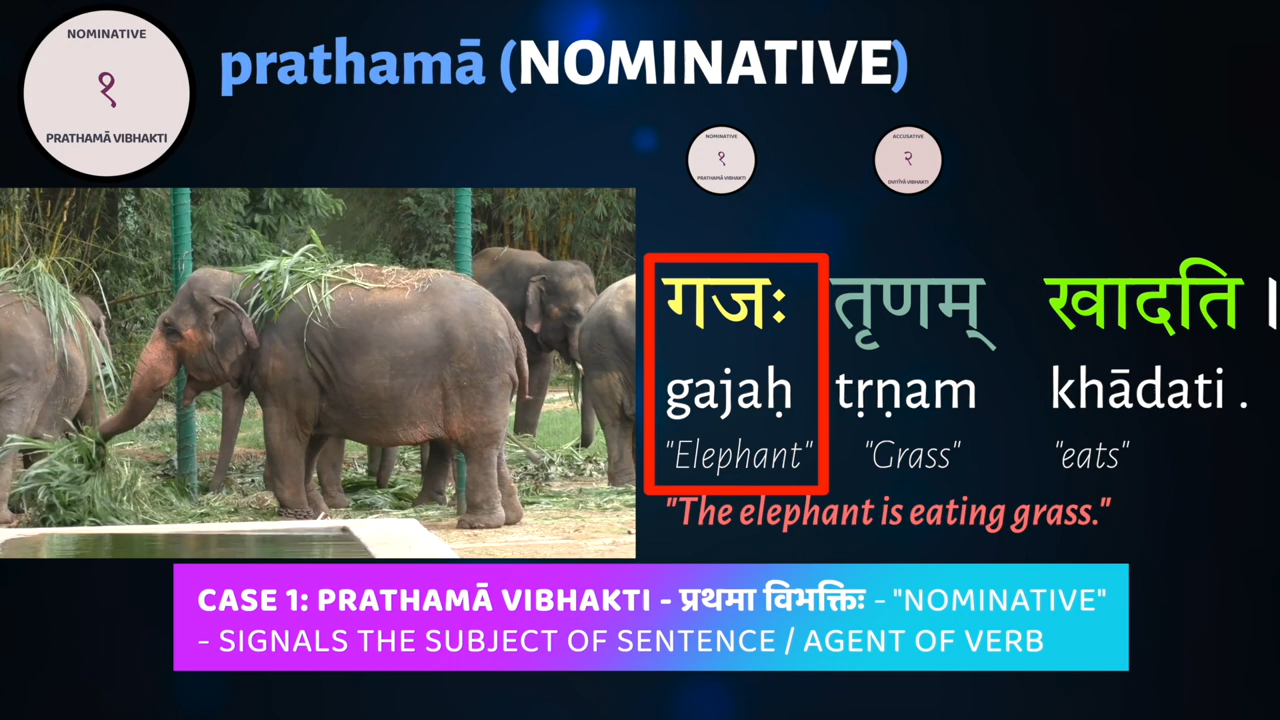 NOMINATIVE
१
PRATHAMĀ VIBHAKTI
prathamā (NOMINATIVE)
NOMINATIVE
१
PRATHAMĀ VIBHAKTI
ACCUSATIVE
२
DVITĪYĀ VIBHAKTI
गजः तृणम् खादति ।
gajaḥ tṛṇam khādati .
"Elephant" "Grass" "eats"
"The elephant is eating grass."
CASE 1: PRATHAMĀ VIBHAKTI - प्रथमा विभक्तिः - "NOMINATIVE"
- SIGNALS THE SUBJECT OF SENTENCE / AGENT OF VERB